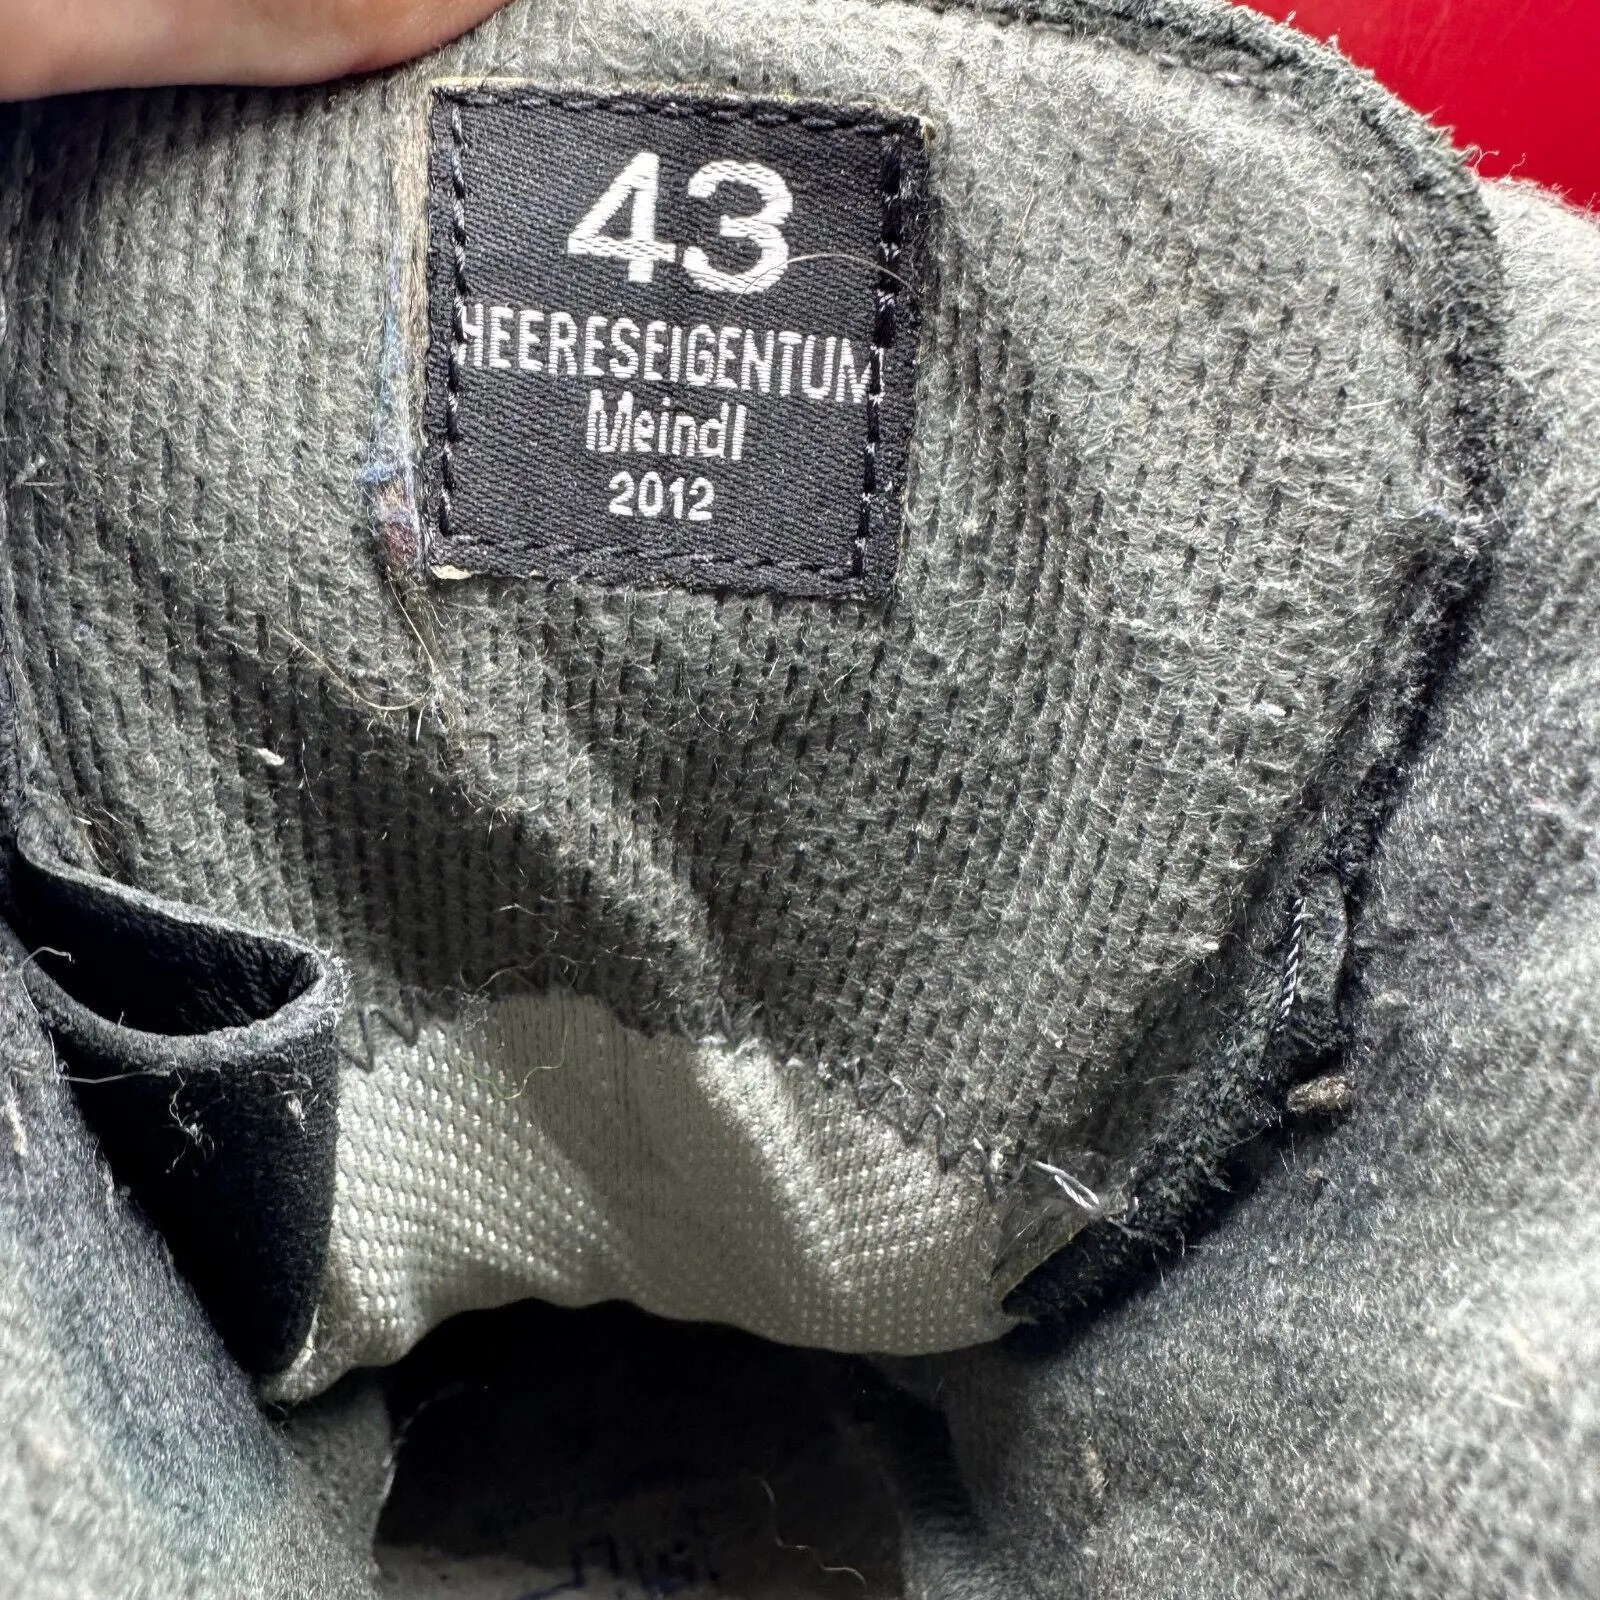 43
HEERESEIGENTUM
Meindl
2012